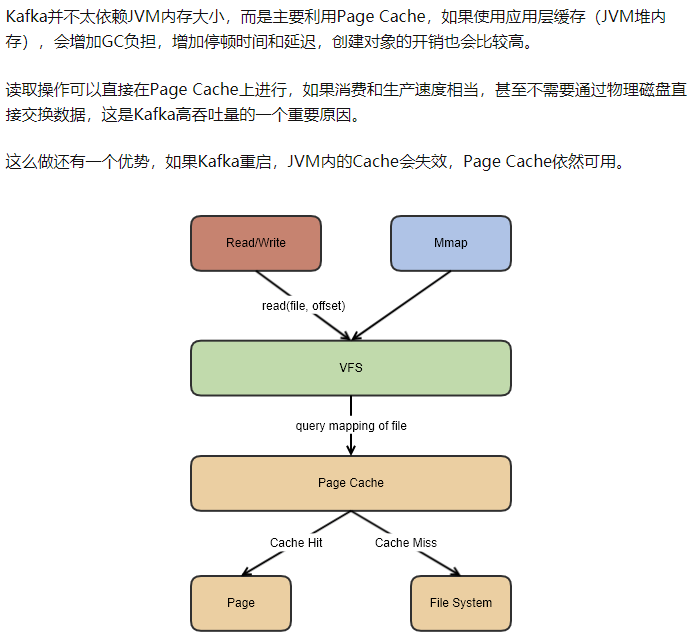 Kafka并不太依赖JVM内存大小，而是主要利用Page Cache，如果使用应用层缓存（JVM堆内
存），会增加GC负担，增加停顿时间和延迟，创建对象的开销也会比较高。
读取操作可以直接在Page Cache上进行，如果消费和生产速度相当，甚至不需要通过物理磁盘直
接交换数据，这是Kafka高吞吐量的一个重要原因。
这么做还有一个优势，如果Kafka重启，JVM内的Cache会失效，Page Cache依然可用。
Read/Write
Mmap
read(file, offset)
VFS
query mapping of file
Page Cache
Cache Hit
Cache Miss
Page
File System